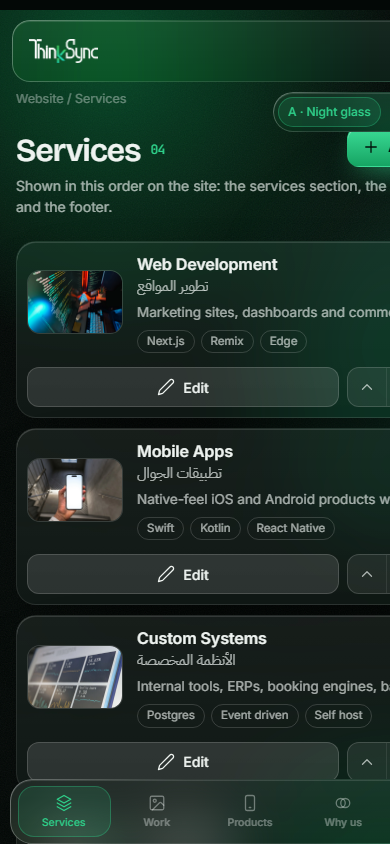 ThinkSync
Website / Services
A · Night glass
Services 04
Shown in this order on the site: the services section, the
and the footer.
Web Development
تطوير المواقع
Marketing sites, dashboards and
Next.js Remix Edge
Edit
Mobile Apps
تطبيقات الجوال
Native-feel iOS and Android products
Swift Kotlin React Native
Edit
Custom Systems
الأنظمة المخصصة
Internal tools, ERPs, booking engines,
Postgres Event driven Self host
Edit
Services Work Products Why us